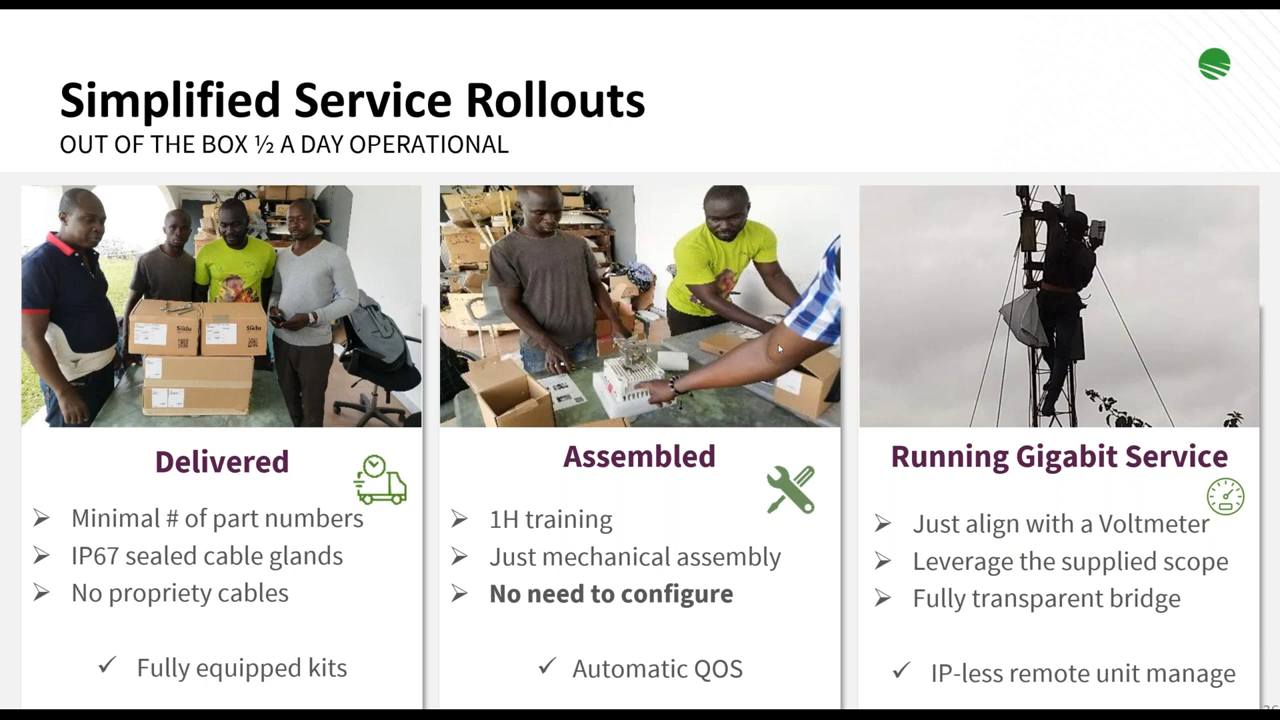 Simplified Service Rollouts
OUT OF THE BOX ½ A DAY OPERATIONAL
Siklu Siklu
Delivered
Minimal # of part numbers
IP67 sealed cable glands
No propriety cables
Fully equipped kits
Assembled
1H training
Just mechanical assembly
No need to configure
Automatic QOS
Running Gigabit Service
Just align with a Voltmeter
Leverage the supplied scope
Fully transparent bridge
IP-less remote unit manage